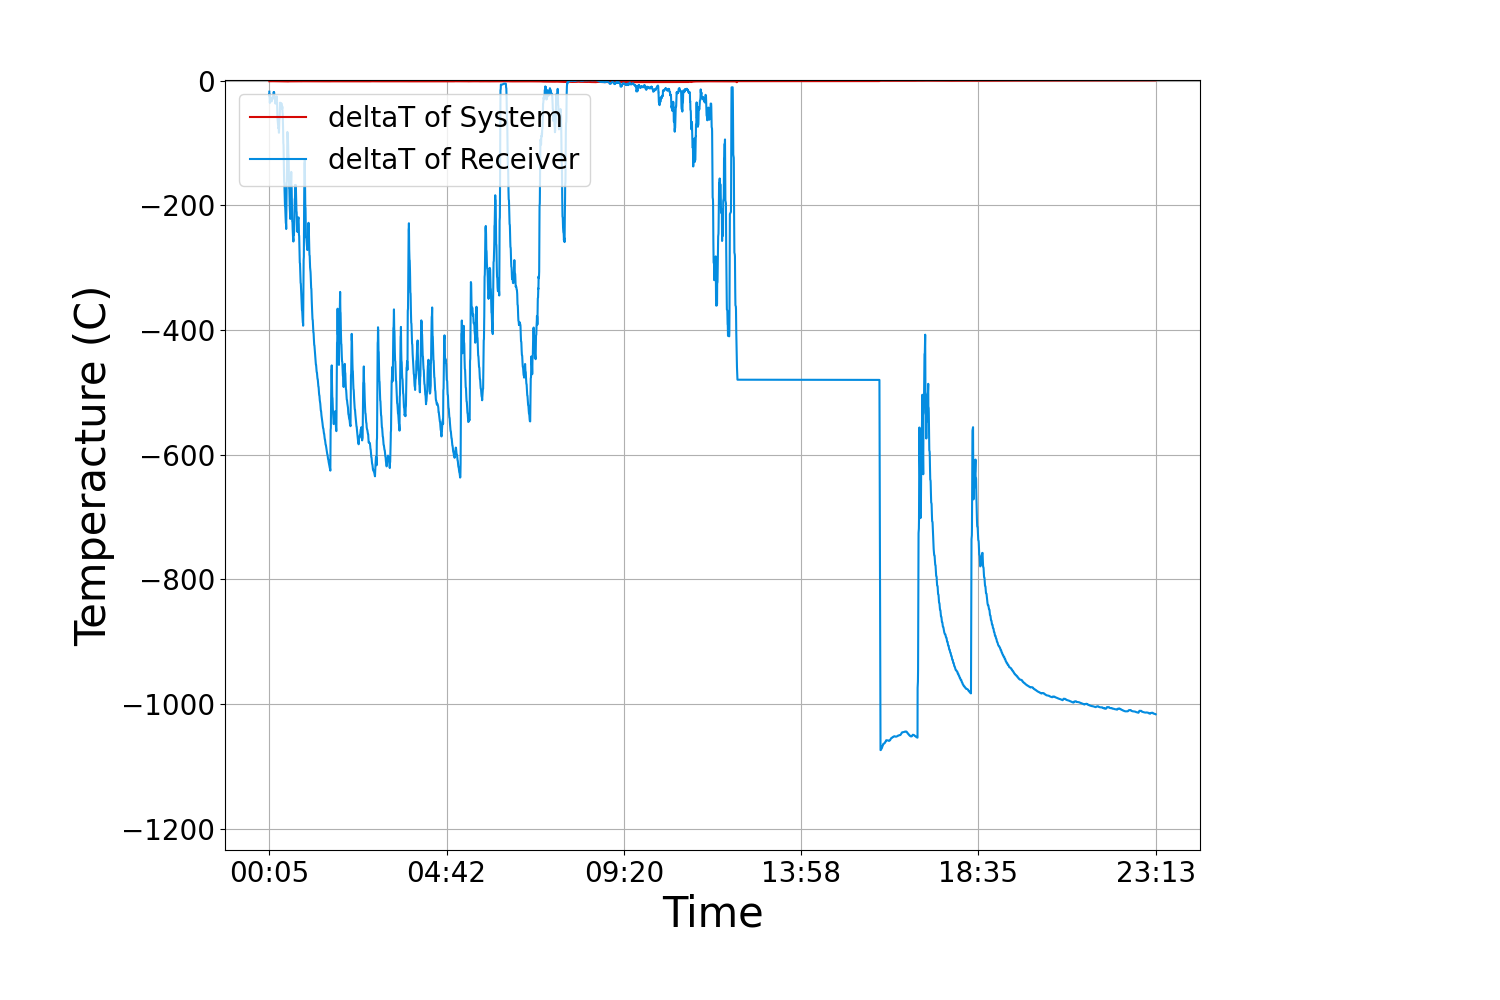 0
−200
−400
−600
−800
−1000
−1200
Temperacture (C)
deltaT of System
deltaT of Receiver
00:05 04:42 09:20 13:58 18:35 23:13
Time